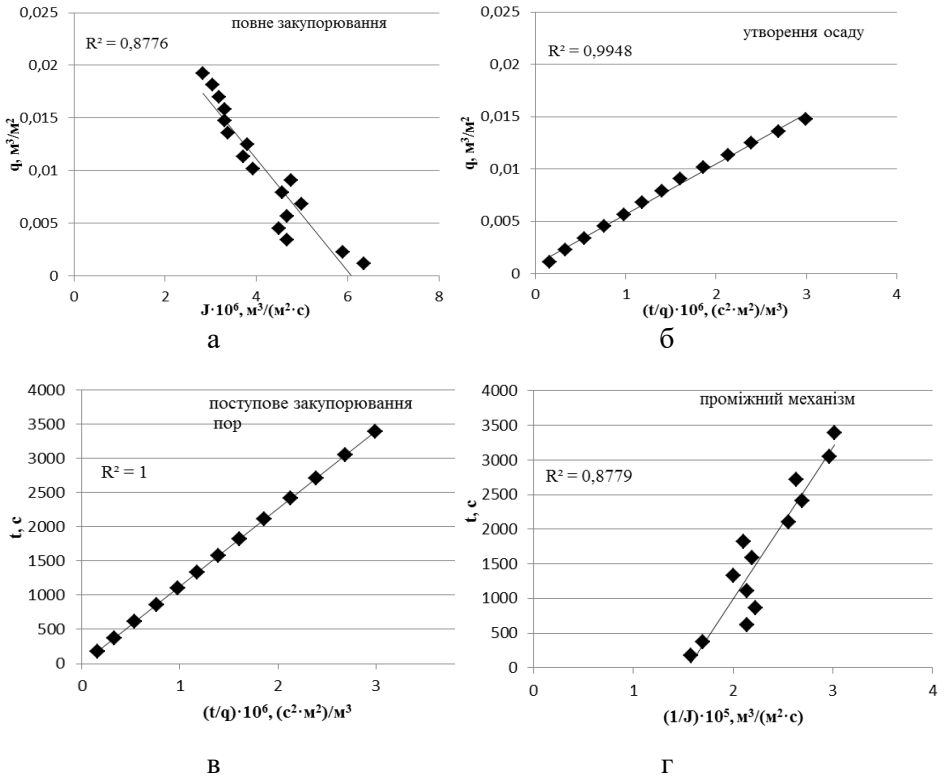 повне закупорювання
R² = 0,8776
0,025
0,02
0,015
0,01
0,005
0
q, м³/м²
0 2 4 6 8
J·10⁶, м³/(м²·с)
а
утворення осаду
R² = 0,9948
0,025
0,02
0,015
0,01
0,005
0
q, м³/м²
0 1 2 3 4
(t/q)·10⁶, (с²·м²)/м³)
б
поступове закупорювання
пор
R² = 1
4000
3500
3000
2500
2000
1500
1000
500
0
t, с
0 1 2 3
(t/q)·10⁶, (с²·м²)/м³
в
проміжний механізм
R² = 0,8779
4000
3500
3000
2500
2000
1500
1000
500
0
t, с
0 1 2 3 4
(1/J)·10⁵, м³/(м²·с)
г